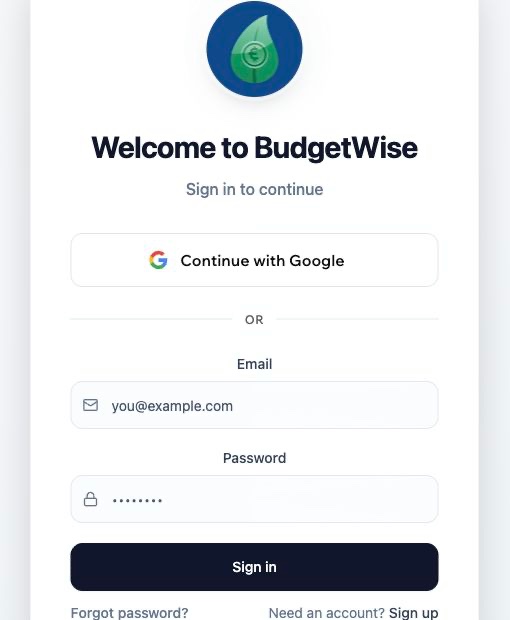 €
Welcome to BudgetWise
Sign in to continue
Continue with Google
OR
Email
you@example.com
Password
••••••••
Sign in
Forgot password? Need an account? Sign up